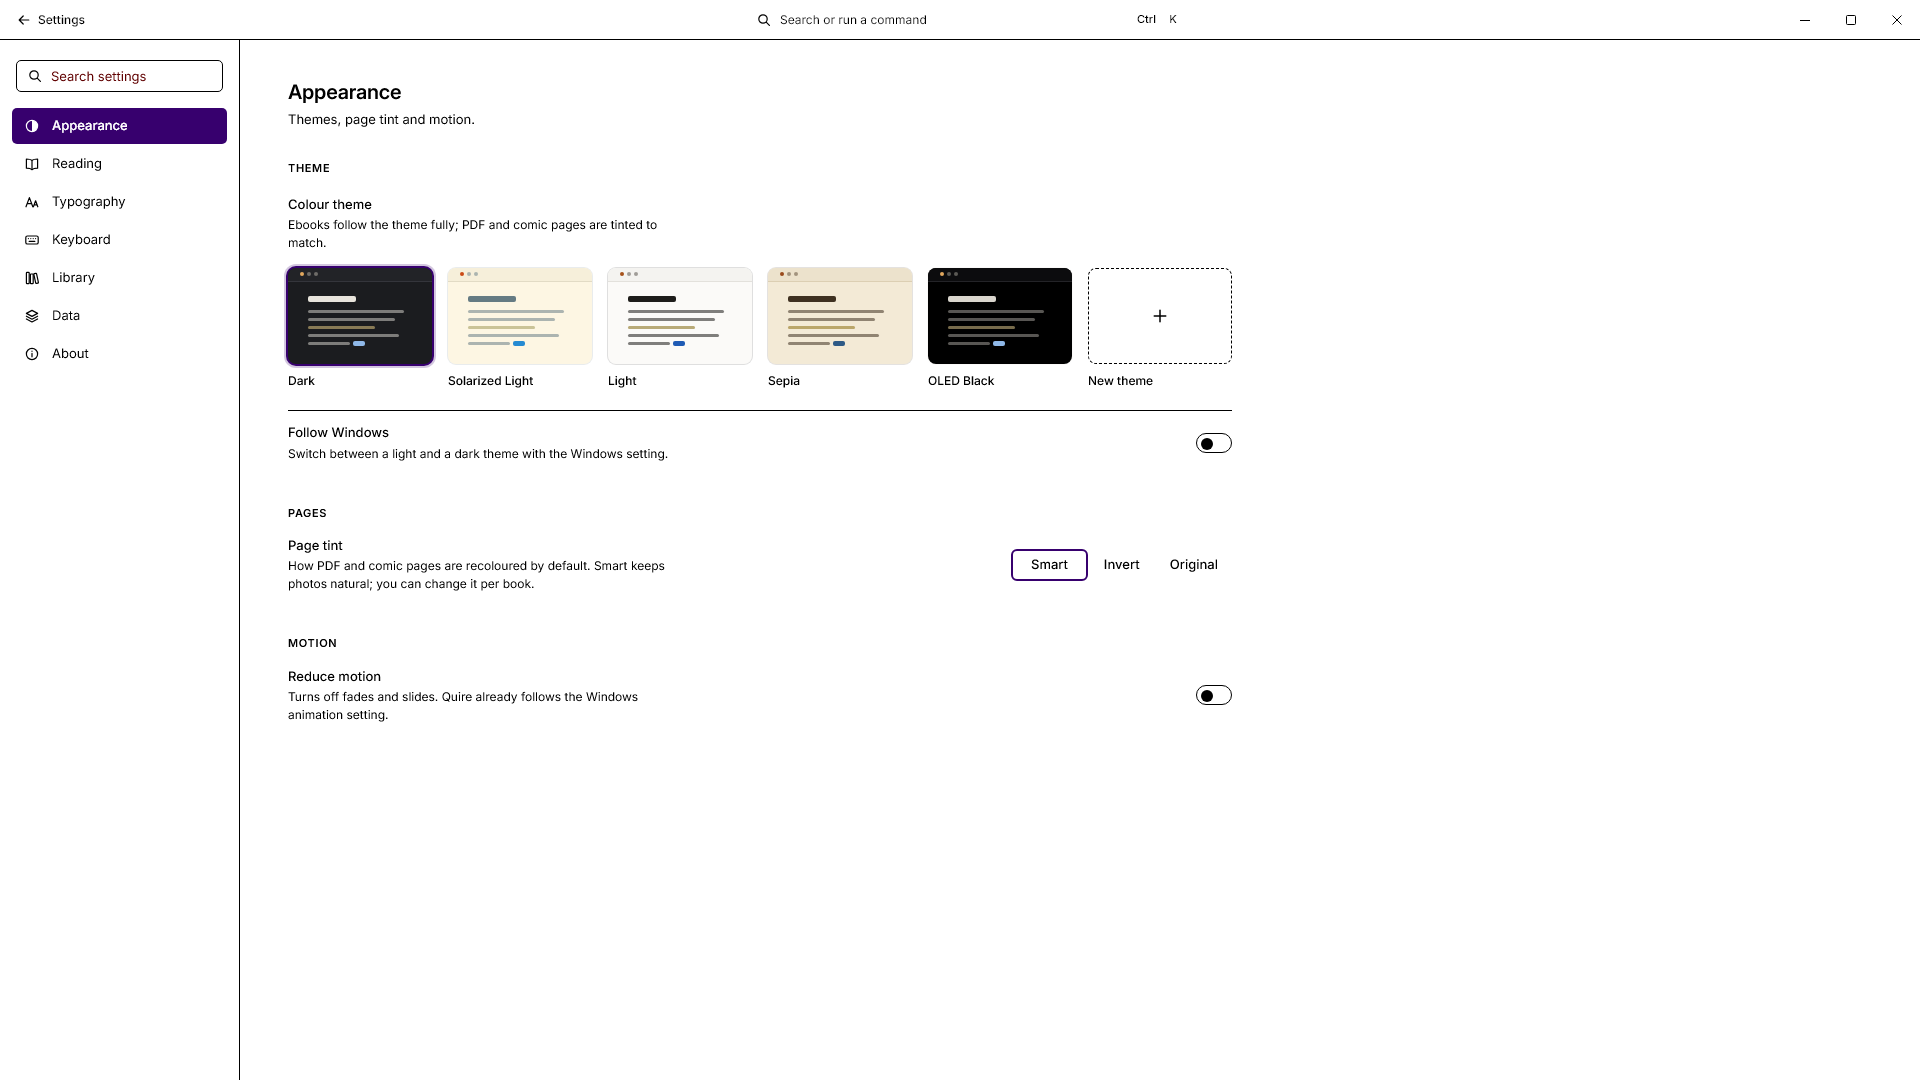 Settings
Search or run a command
Ctrl K
Search settings
Appearance
Reading
Typography
Keyboard
Library
Data
About
Appearance
Themes, page tint and motion.
THEME
Colour theme
Ebooks follow the theme fully; PDF and comic pages are tinted to
match.
Dark
Solarized Light
Light
Sepia
OLED Black
New theme
Follow Windows
Switch between a light and a dark theme with the Windows setting.
PAGES
Page tint
How PDF and comic pages are recoloured by default. Smart keeps
photos natural; you can change it per book.
Smart
Invert
Original
MOTION
Reduce motion
Turns off fades and slides. Quire already follows the Windows
animation setting.